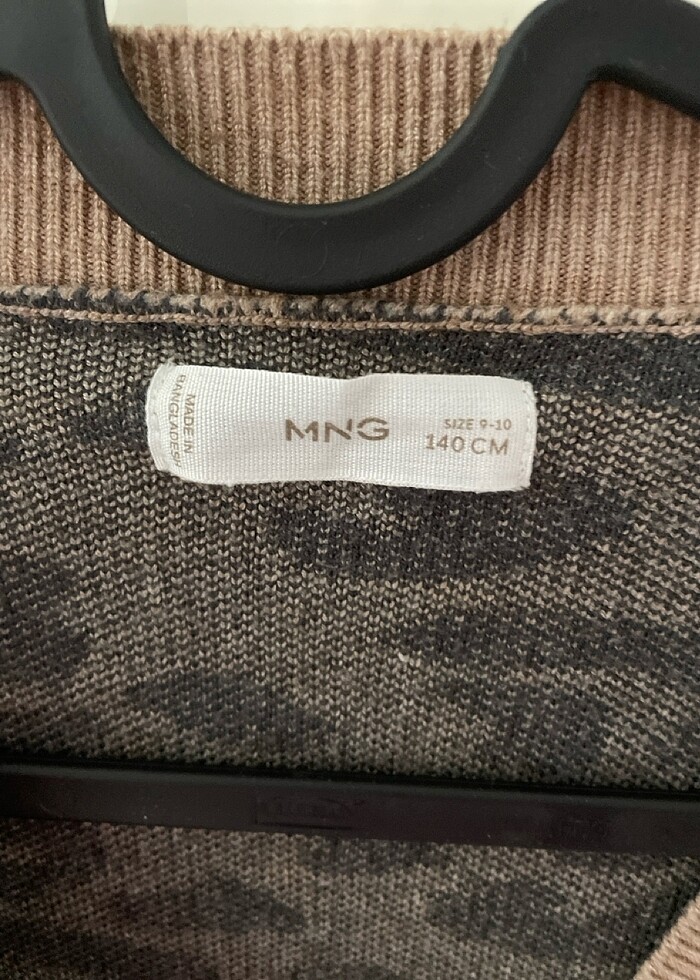 MADE IN
BANGLADESH
MNG
SIZE 9-10
140 CM